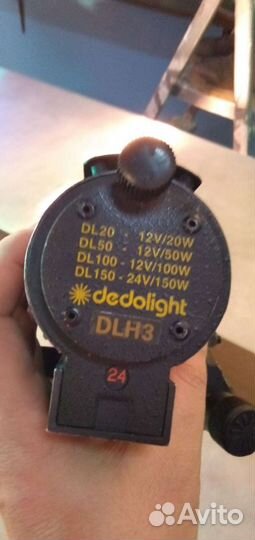 DL20 - 12V/20W
DL50 - 12V/50W
DL100 - 12V/100W
DL150 - 24V/150W
dedolight
DLH3
24
Avito